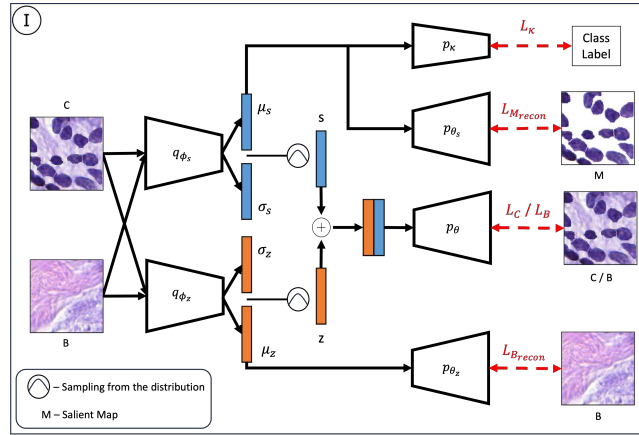 I
C
B
q_{ϕ_s}
q_{ϕ_z}
μ_s
σ_s
σ_z
μ_z
s
+
z
p_κ
p_{θ_s}
p_θ
p_{θ_z}
L_κ
L_{M_{recon}}
L_C / L_B
L_{B_{recon}}
Class
Label
M
C / B
B
– Sampling from the distribution
M – Salient Map